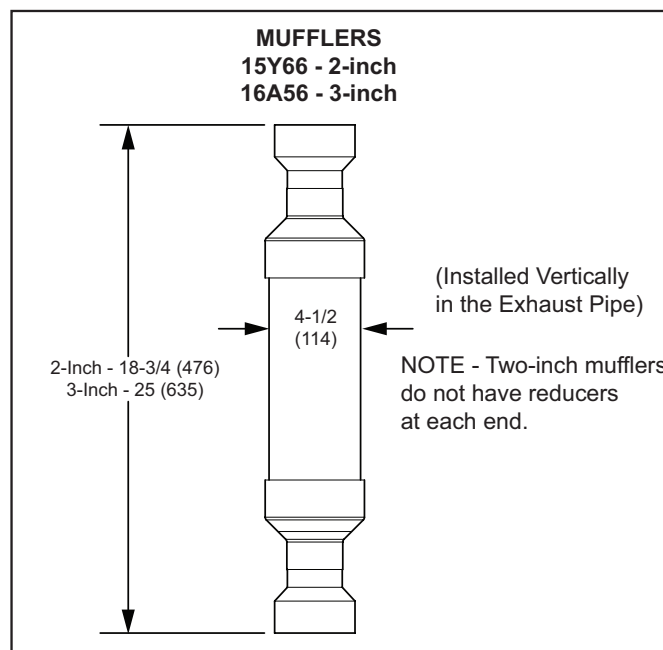 MUFFLERS
15Y66 - 2-inch
16A56 - 3-inch
(Installed Vertically
in the Exhaust Pipe)
4-1/2
(114)
2-Inch - 18-3/4 (476)
3-Inch - 25 (635)
NOTE - Two-inch mufflers
do not have reducers
at each end.